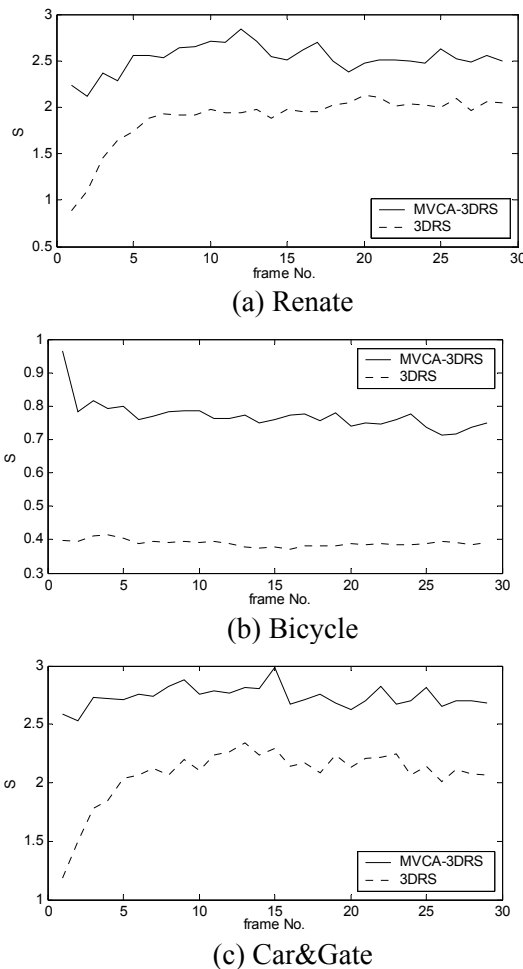 3
2.5
2
1.5
1
0.5
S
0 5 10 15 20 25 30
frame No.
MVCA-3DRS
3DRS
(a) Renate
1
0.9
0.8
0.7
0.6
0.5
0.4
0.3
S
0 5 10 15 20 25 30
frame No.
MVCA-3DRS
3DRS
(b) Bicycle
3
2.5
2
1.5
1
S
0 5 10 15 20 25 30
frame No.
MVCA-3DRS
3DRS
(c) Car&Gate